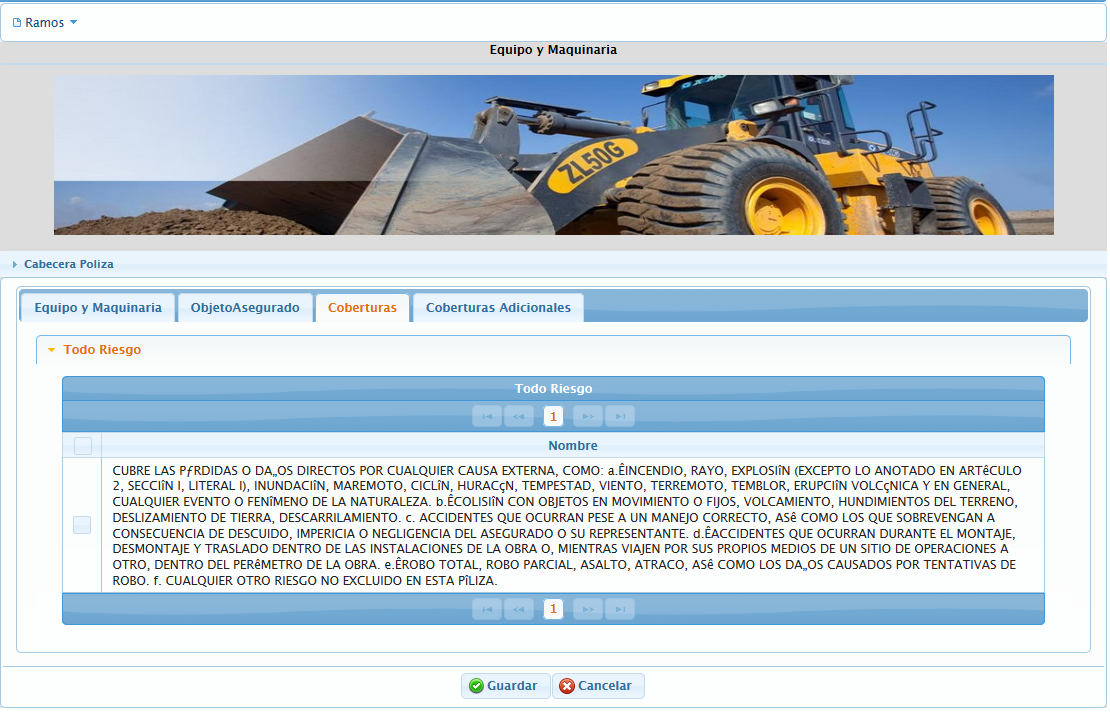 Ramos
Equipo y Maquinaria
ZL50G
Cabecera Poliza
Equipo y Maquinaria
ObjetoAsegurado
Coberturas
Coberturas Adicionales
Todo Riesgo
Todo Riesgo
1
Nombre
CUBRE LAS PƒRDIDAS O DA„OS DIRECTOS POR CUALQUIER CAUSA EXTERNA, COMO: a.ÊINCENDIO, RAYO, EXPLOSIîN (EXCEPTO LO ANOTADO EN ARTêCULO
2, SECCIîN I, LITERAL I), INUNDACIîN, MAREMOTO, CICLîN, HURACçN, TEMPESTAD, VIENTO, TERREMOTO, TEMBLOR, ERUPCIîN VOLCçNICA Y EN GENERAL,
CUALQUIER EVENTO O FENîMENO DE LA NATURALEZA. b.ÊCOLISIîN CON OBJETOS EN MOVIMIENTO O FIJOS, VOLCAMIENTO, HUNDIMIENTOS DEL TERRENO,
DESLIZAMIENTO DE TIERRA, DESCARRILAMIENTO. c. ACCIDENTES QUE OCURRAN PESE A UN MANEJO CORRECTO, ASê COMO LOS QUE SOBREVENGAN A
CONSECUENCIA DE DESCUIDO, IMPERICIA O NEGLIGENCIA DEL ASEGURADO O SU REPRESENTANTE. d.ÊACCIDENTES QUE OCURRAN DURANTE EL MONTAJE,
DESMONTAJE Y TRASLADO DENTRO DE LAS INSTALACIONES DE LA OBRA O, MIENTRAS VIAJEN POR SUS PROPIOS MEDIOS DE UN SITIO DE OPERACIONES A
OTRO, DENTRO DEL PERêMETRO DE LA OBRA. e.ÊROBO TOTAL, ROBO PARCIAL, ASALTO, ATRACO, ASê COMO LOS DA„OS CAUSADOS POR TENTATIVAS DE
ROBO. f. CUALQUIER OTRO RIESGO NO EXCLUIDO EN ESTA PîLIZA.
1
Guardar
Cancelar